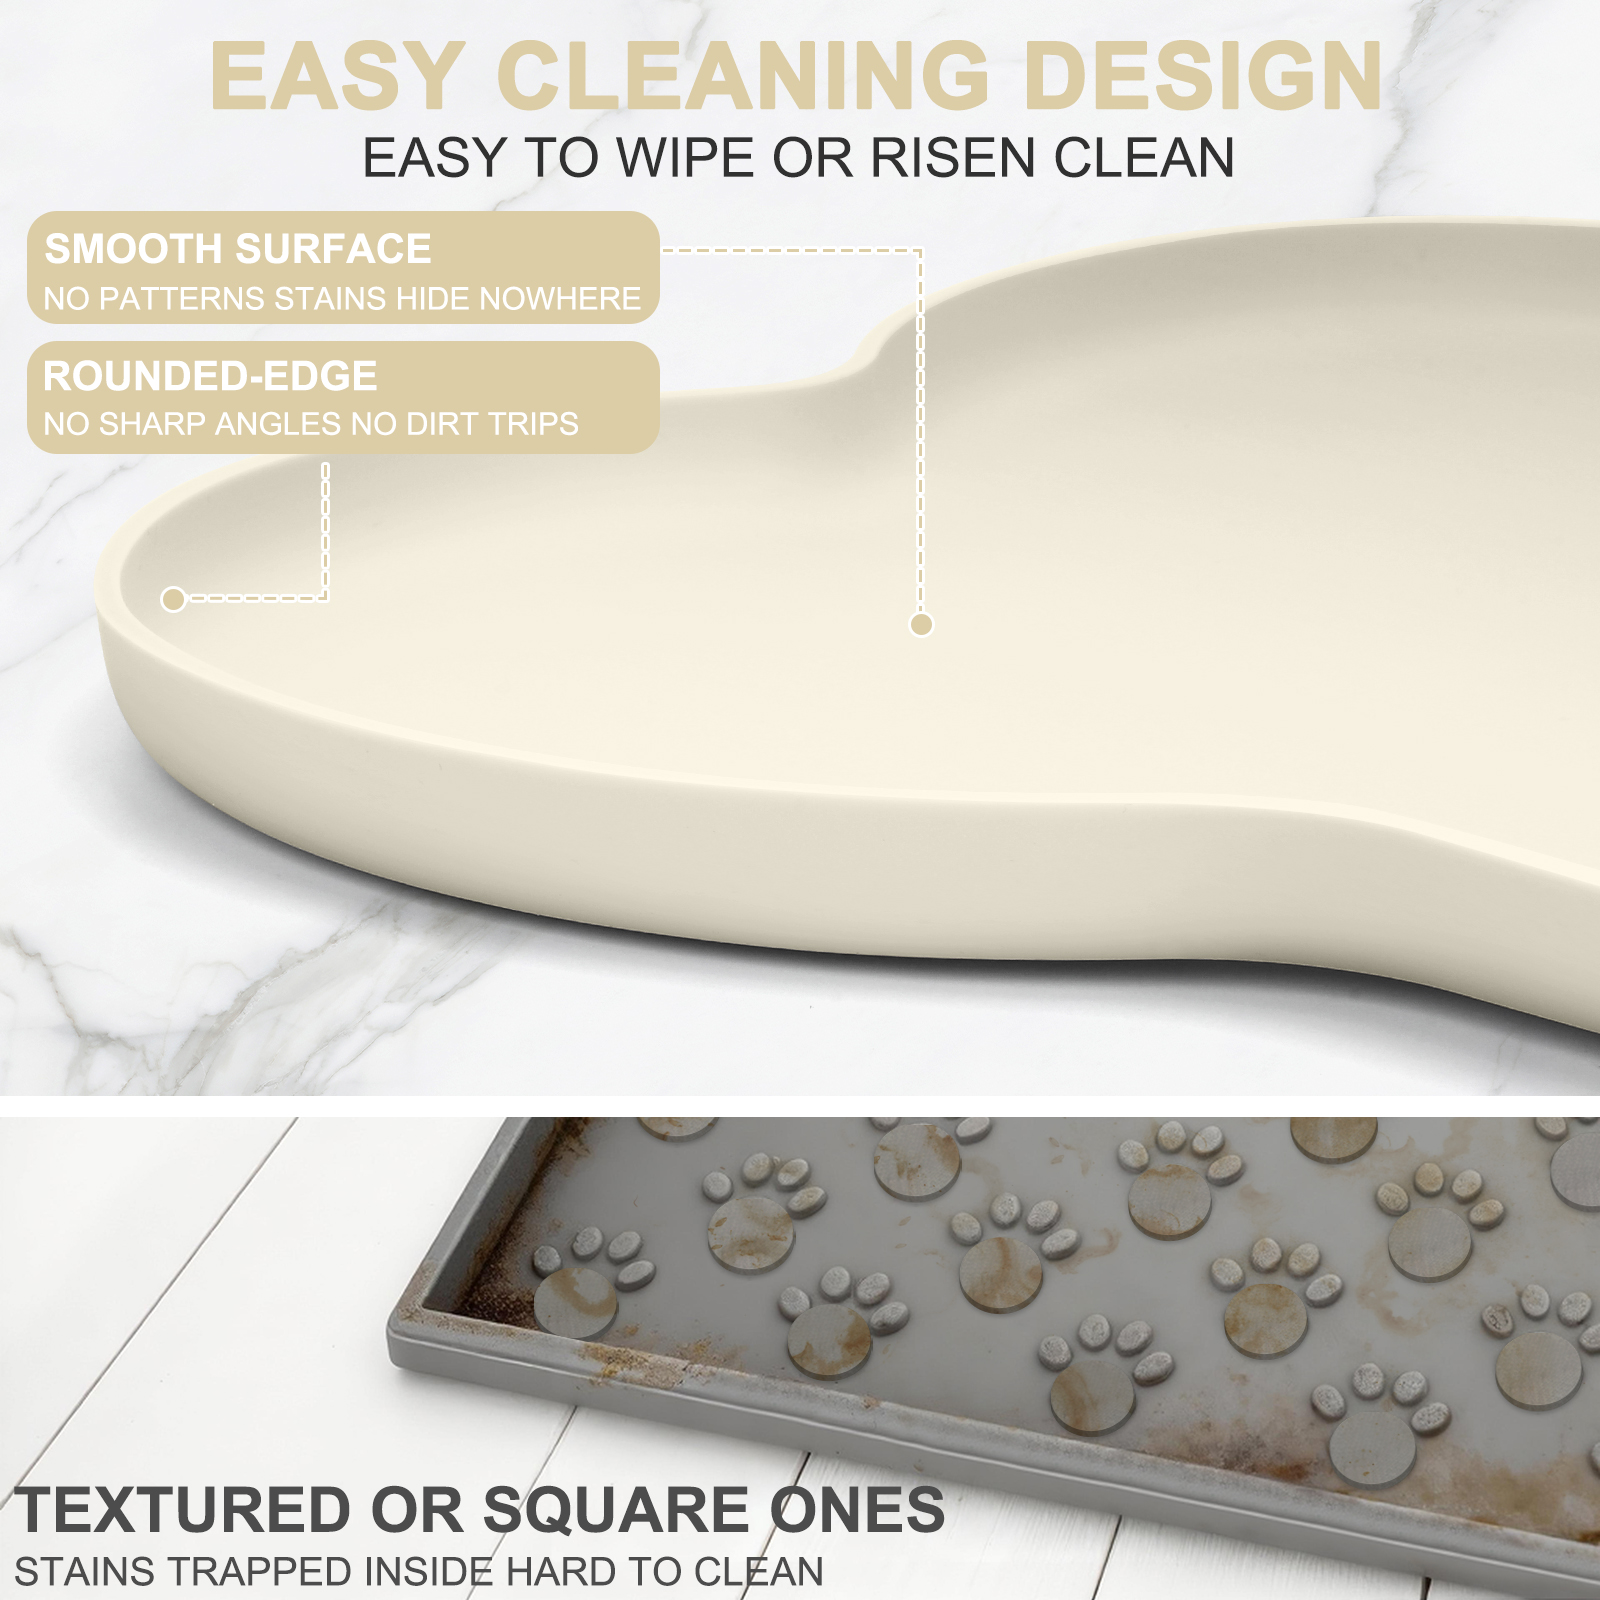 EASY CLEANING DESIGN
EASY TO WIPE OR RISEN CLEAN
SMOOTH SURFACE
NO PATTERNS STAINS HIDE NOWHERE
ROUNDED-EDGE
NO SHARP ANGLES NO DIRT TRIPS
TEXTURED OR SQUARE ONES
STAINS TRAPPED INSIDE HARD TO CLEAN